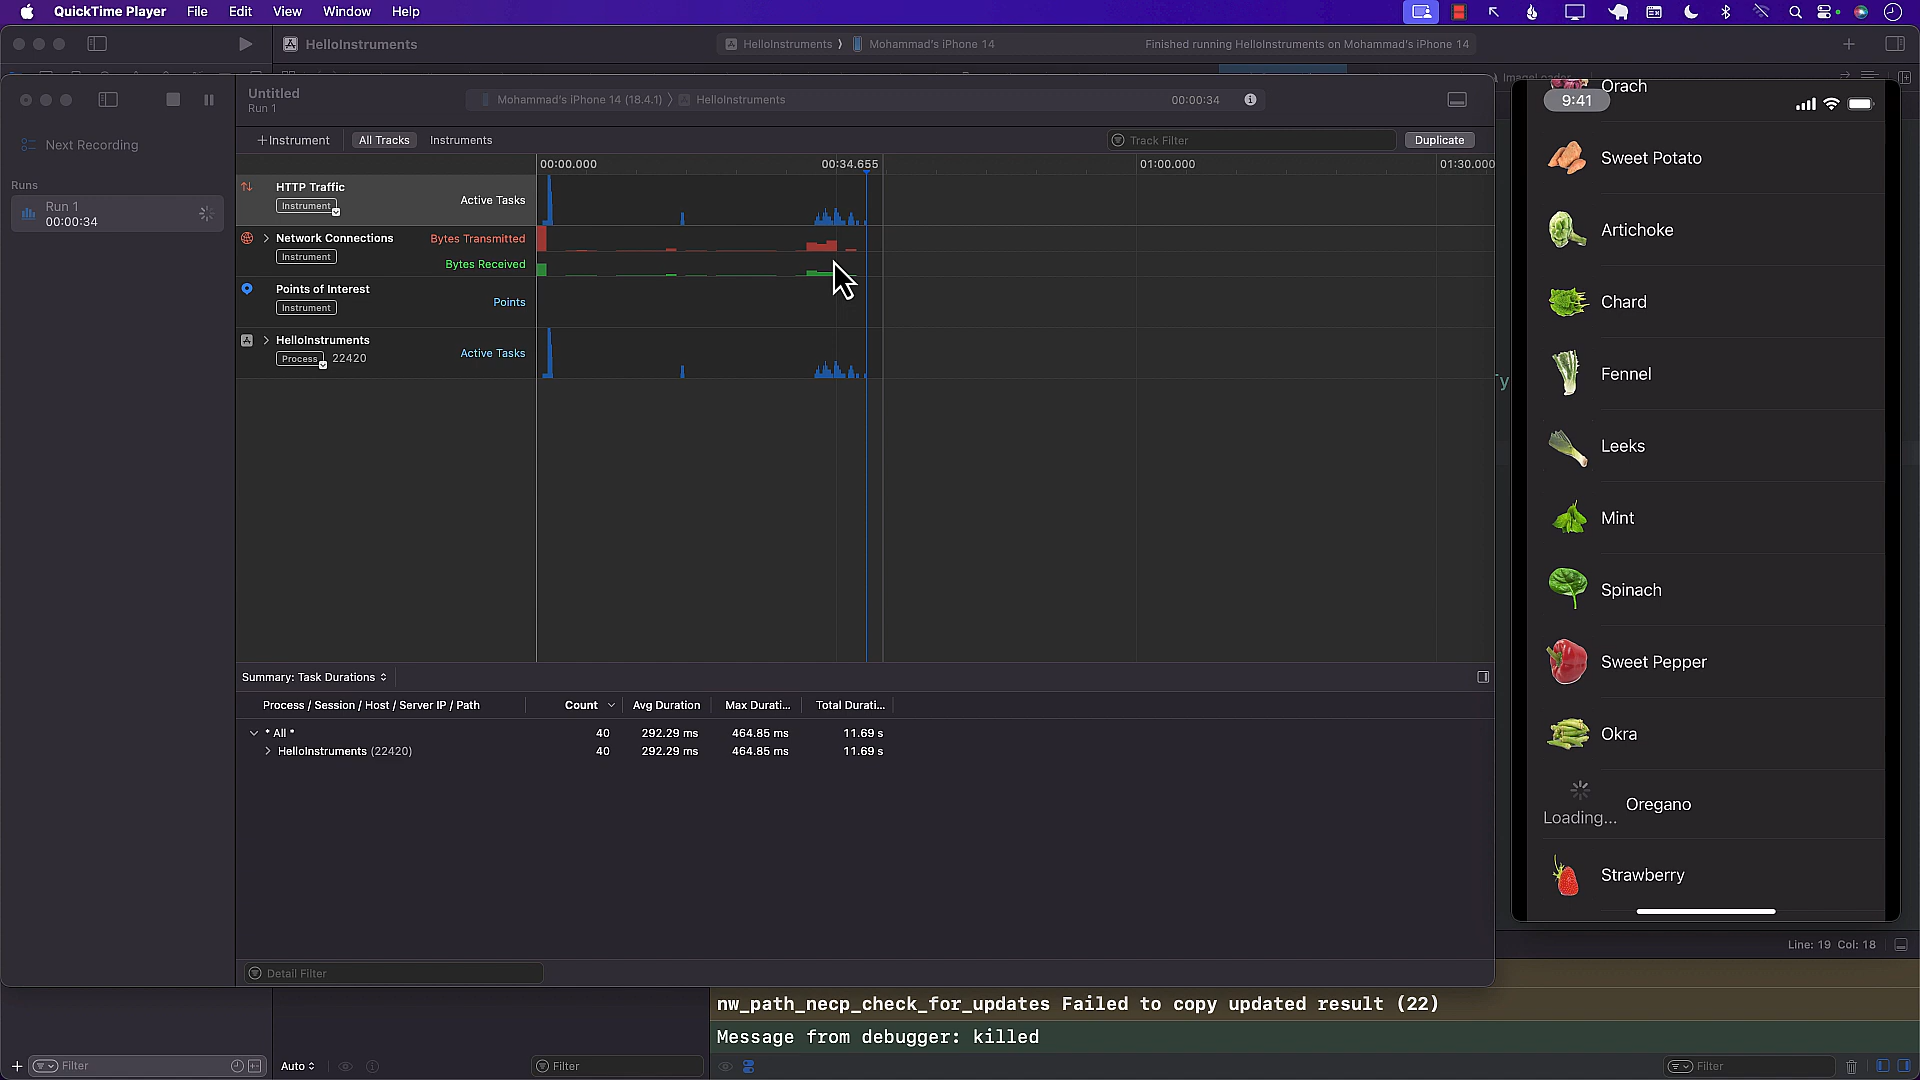 QuickTime Player File Edit View Window Help
HelloInstruments
HelloInstruments ⟩ Mohammad's iPhone 14
Finished running HelloInstruments on Mohammad's iPhone 14
Untitled
Run 1
Mohammad's iPhone 14 (18.4.1) ⟩ HelloInstruments
00:00:34
Next Recording
Runs
Run 1
00:00:34
+ Instrument All Tracks Instruments
Track Filter
Duplicate
00:00.000 00:34.655 01:00.000 01:30.000
HTTP Traffic
Instrument
Active Tasks
Network Connections
Instrument
Bytes Transmitted
Bytes Received
Points of Interest
Instrument
Points
HelloInstruments
Process 22420
Active Tasks
Summary: Task Durations
Process / Session / Host / Server IP / Path Count Avg Duration Max Durati... Total Durati...
* All * 40 292.29 ms 464.85 ms 11.69 s
HelloInstruments (22420) 40 292.29 ms 464.85 ms 11.69 s
Detail Filter
Orach
9:41
Sweet Potato
Artichoke
Chard
Fennel
Leeks
Mint
Spinach
Sweet Pepper
Okra
Oregano
Loading...
Strawberry
Line: 19 Col: 18
nw_path_necp_check_for_updates Failed to copy updated result (22)
Message from debugger: killed
Filter
Auto
Filter
Filter